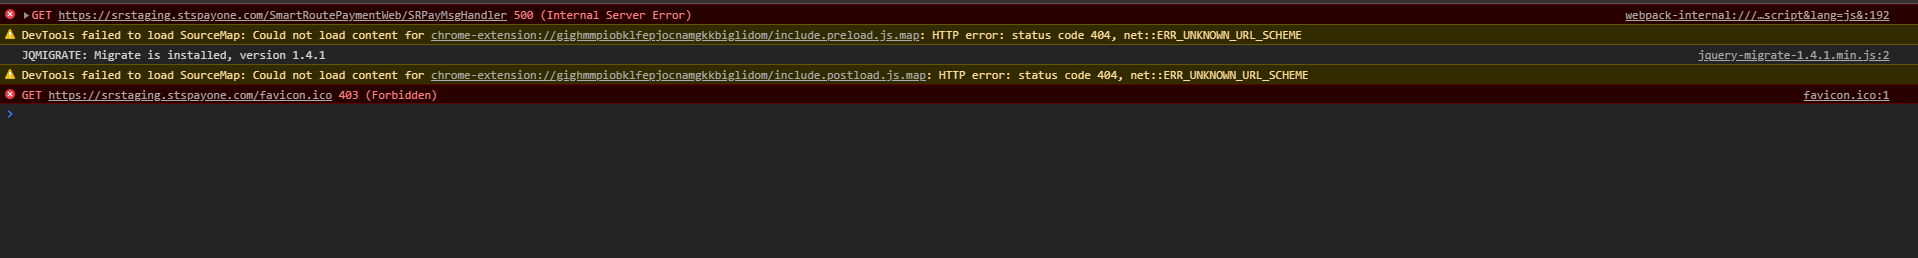 GET https://srstaging.stspayone.com/SmartRoutePaymentWeb/SRPayMsgHandler 500 (Internal Server Error) webpack-internal:///…script&lang=js&:192
DevTools failed to load SourceMap: Could not load content for chrome-extension://gighmmpiobklfepjocnamgkkbiglidom/include.preload.js.map: HTTP error: status code 404, net::ERR_UNKNOWN_URL_SCHEME
JQMIGRATE: Migrate is installed, version 1.4.1 jquery-migrate-1.4.1.min.js:2
DevTools failed to load SourceMap: Could not load content for chrome-extension://gighmmpiobklfepjocnamgkkbiglidom/include.postload.js.map: HTTP error: status code 404, net::ERR_UNKNOWN_URL_SCHEME
GET https://srstaging.stspayone.com/favicon.ico 403 (Forbidden) favicon.ico:1